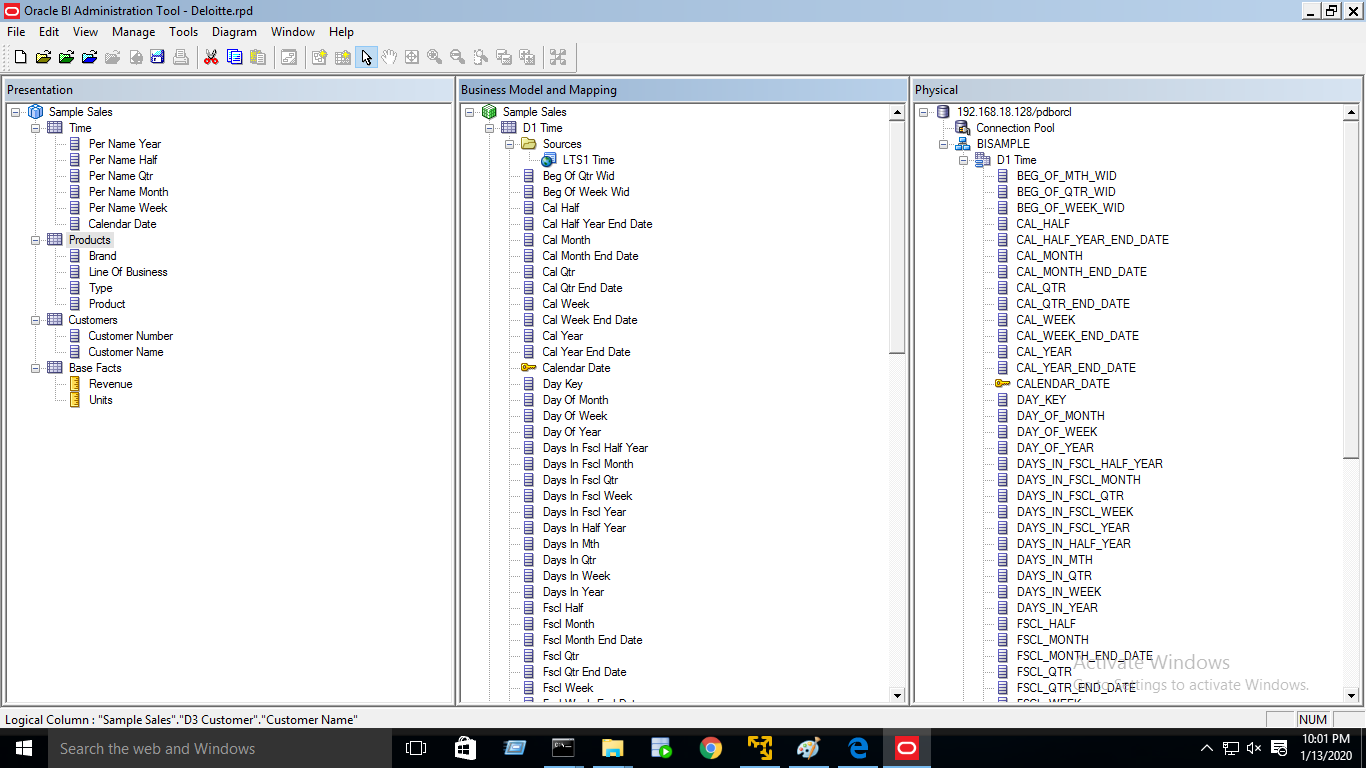 Oracle BI Administration Tool - Deloitte.rpd
File Edit View Manage Tools Diagram Window Help
Presentation
Sample Sales
Time
Per Name Year
Per Name Half
Per Name Qtr
Per Name Month
Per Name Week
Calendar Date
Products
Brand
Line Of Business
Type
Product
Customers
Customer Number
Customer Name
Base Facts
Revenue
Units
Business Model and Mapping
Sample Sales
D1 Time
Sources
LTS1 Time
Beg Of Qtr Wid
Beg Of Week Wid
Cal Half
Cal Half Year End Date
Cal Month
Cal Month End Date
Cal Qtr
Cal Qtr End Date
Cal Week
Cal Week End Date
Cal Year
Cal Year End Date
Calendar Date
Day Key
Day Of Month
Day Of Week
Day Of Year
Days In Fscl Half Year
Days In Fscl Month
Days In Fscl Qtr
Days In Fscl Week
Days In Fscl Year
Days In Half Year
Days In Mth
Days In Qtr
Days In Week
Days In Year
Fscl Half
Fscl Month
Fscl Month End Date
Fscl Qtr
Fscl Qtr End Date
Fscl Week
Physical
192.168.18.128/pdborcl
Connection Pool
BISAMPLE
D1 Time
BEG_OF_MTH_WID
BEG_OF_QTR_WID
BEG_OF_WEEK_WID
CAL_HALF
CAL_HALF_YEAR_END_DATE
CAL_MONTH
CAL_MONTH_END_DATE
CAL_QTR
CAL_QTR_END_DATE
CAL_WEEK
CAL_WEEK_END_DATE
CAL_YEAR
CAL_YEAR_END_DATE
CALENDAR_DATE
DAY_KEY
DAY_OF_MONTH
DAY_OF_WEEK
DAY_OF_YEAR
DAYS_IN_FSCL_HALF_YEAR
DAYS_IN_FSCL_MONTH
DAYS_IN_FSCL_QTR
DAYS_IN_FSCL_WEEK
DAYS_IN_FSCL_YEAR
DAYS_IN_HALF_YEAR
DAYS_IN_MTH
DAYS_IN_QTR
DAYS_IN_WEEK
DAYS_IN_YEAR
FSCL_HALF
FSCL_MONTH
FSCL_MONTH_END_DATE
FSCL_QTR
FSCL_QTR_END_DATE
Activate Windows
Go to Settings to activate Windows.
Logical Column : "Sample Sales"."D3 Customer"."Customer Name"
NUM
Search the web and Windows
10:01 PM
1/13/2020